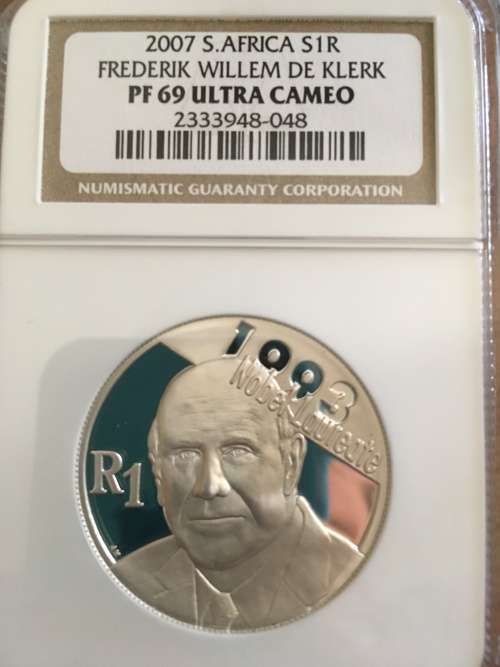 2007 S.AFRICA S1R
FREDERIK WILLEM DE KLERK
PF 69 ULTRA CAMEO
2333948-048
NUMISMATIC GUARANTY CORPORATION
1993
Nobel Laureate
R1